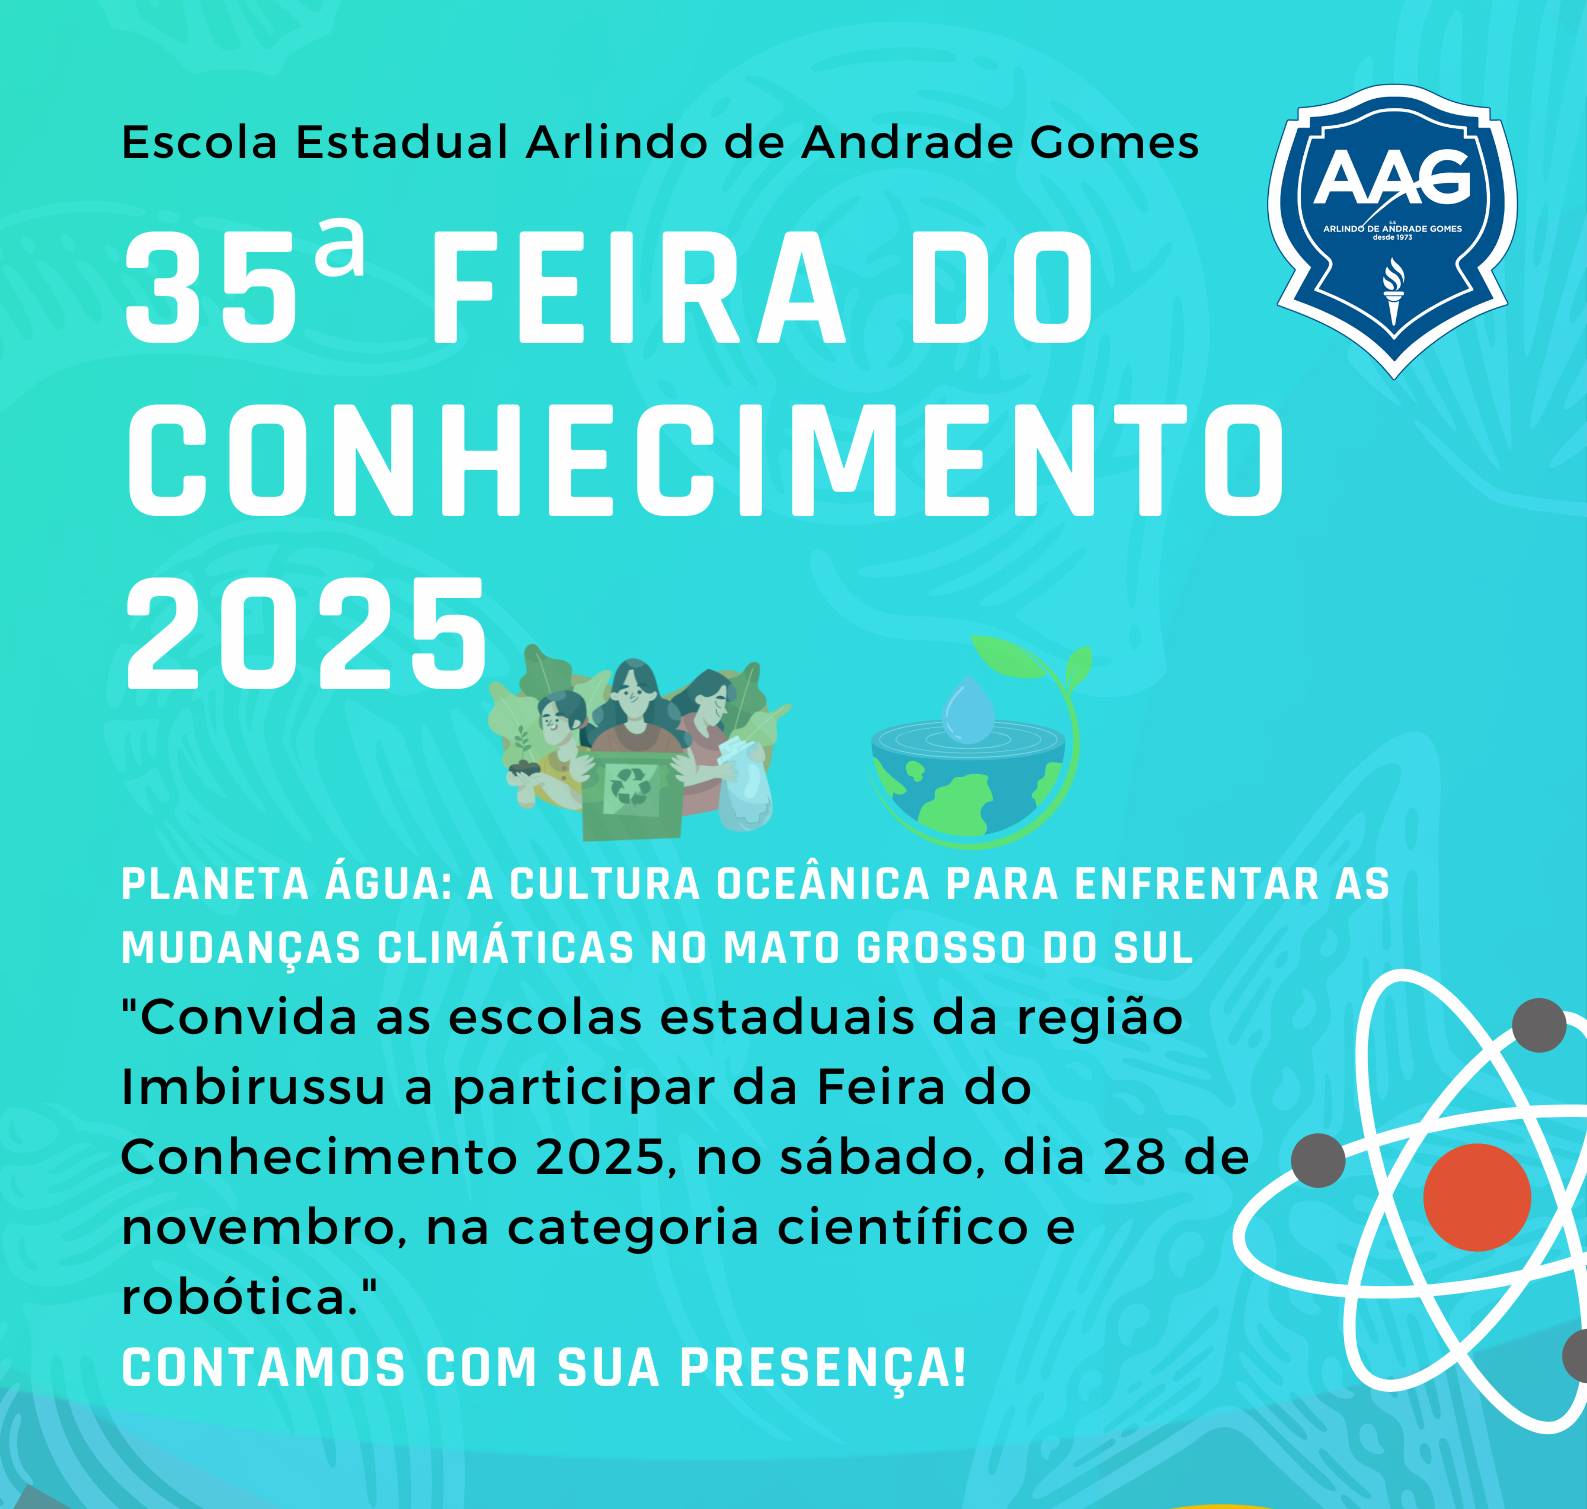 Escola Estadual Arlindo de Andrade Gomes
AAG
E.E
ARLINDO DE ANDRADE GOMES
desde 1973
35ª FEIRA DO
CONHECIMENTO
2025
PLANETA ÁGUA: A CULTURA OCEÂNICA PARA ENFRENTAR AS
MUDANÇAS CLIMÁTICAS NO MATO GROSSO DO SUL
"Convida as escolas estaduais da região
Imbirussu a participar da Feira do
Conhecimento 2025, no sábado, dia 28 de
novembro, na categoria científico e
robótica."
CONTAMOS COM SUA PRESENÇA!